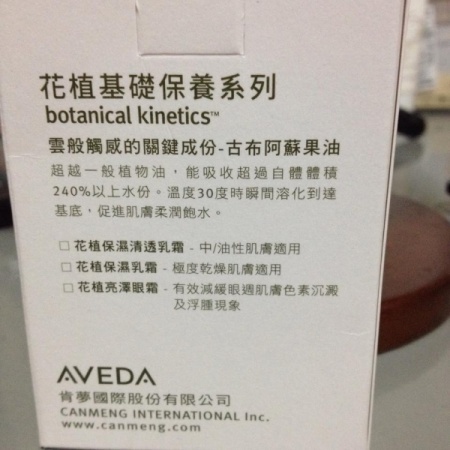 花植基礎保養系列
botanical kinetics™
雲般觸感的關鍵成份-古布阿蘇果油
超越一般植物油，能吸收超過自體體積
240%以上水份。溫度30度時瞬間溶化到達
基底，促進肌膚柔潤飽水。
□ 花植保濕清透乳霜 - 中/油性肌膚適用
□ 花植保濕乳霜 - 極度乾燥肌膚適用
□ 花植亮澤眼霜 - 有效減緩眼週肌膚色素沉澱
及浮腫現象
AVEDA
肯夢國際股份有限公司
CANMENG INTERNATIONAL Inc.
www.canmeng.com